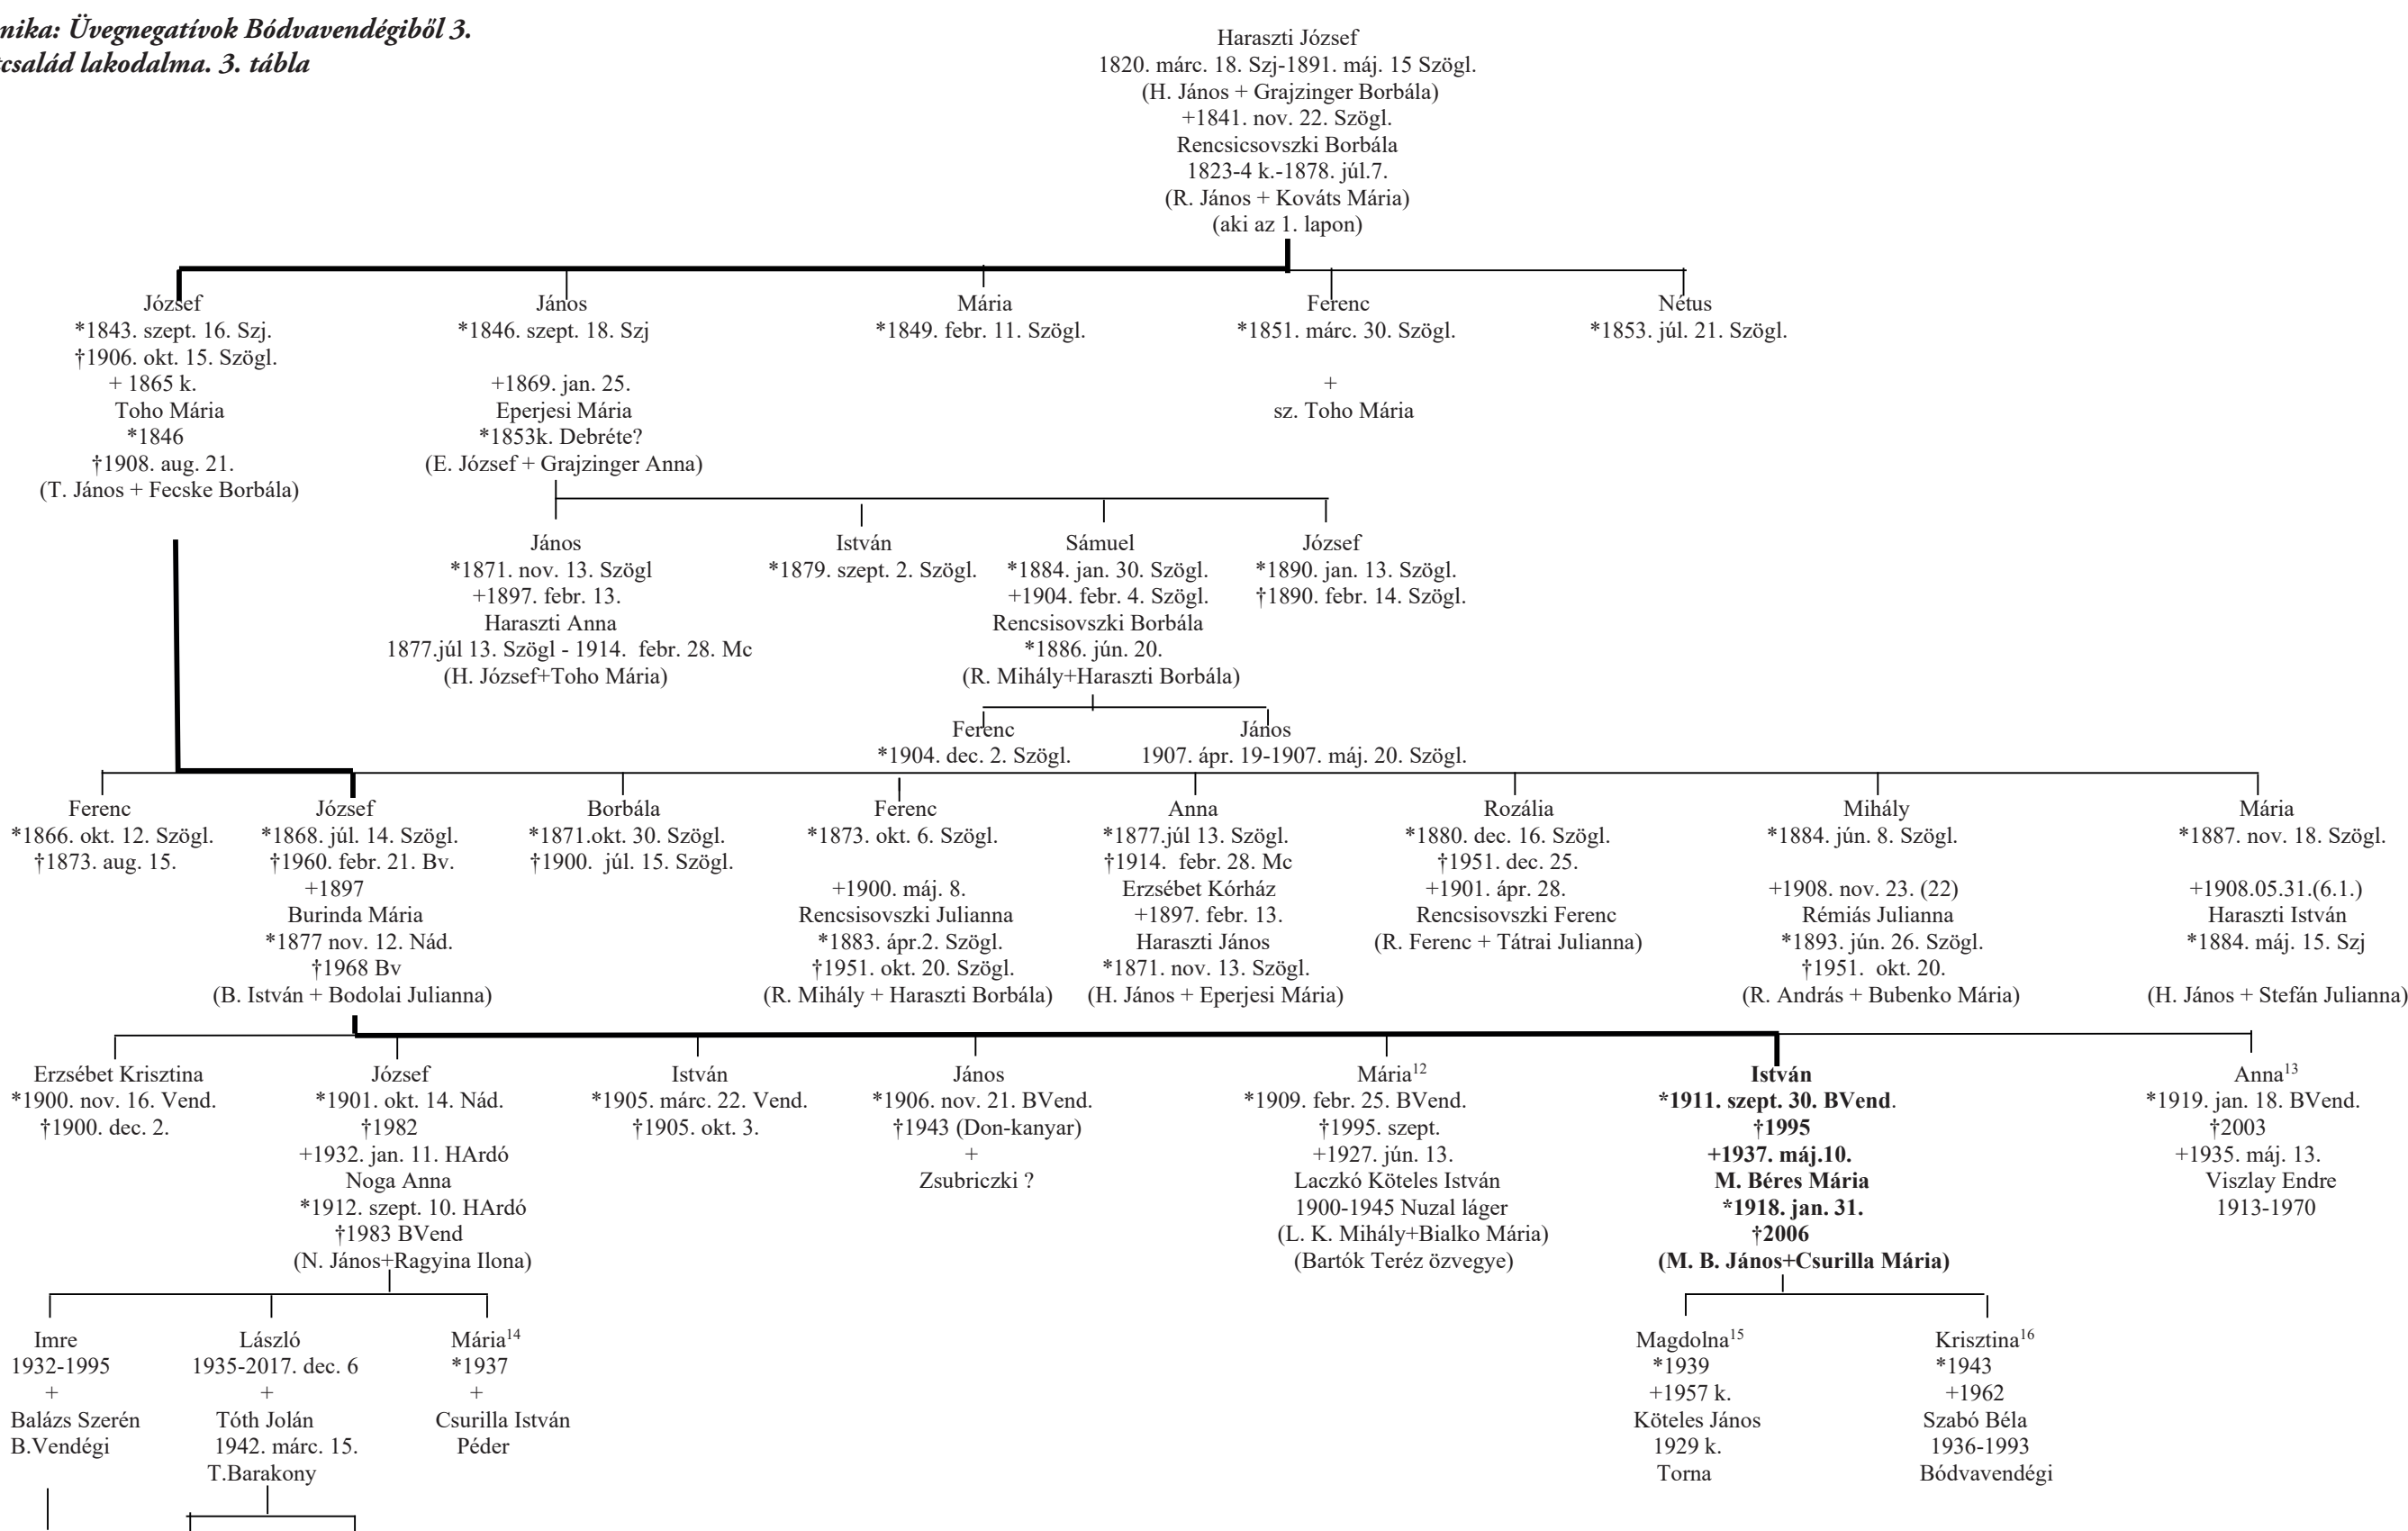 nika: Üvegnegatívok Bódvavendégiből 3.
család lakodalma. 3. tábla
Haraszti József
1820. márc. 18. Szj-1891. máj. 15 Szögl.
(H. János + Grajzinger Borbála)
+1841. nov. 22. Szögl.
Rencsicsovszki Borbála
1823-4 k.-1878. júl.7.
(R. János + Kováts Mária)
(aki az 1. lapon)
József
*1843. szept. 16. Szj.
†1906. okt. 15. Szögl.
+ 1865 k.
Toho Mária
*1846
†1908. aug. 21.
(T. János + Fecske Borbála)
János
*1846. szept. 18. Szj
+1869. jan. 25.
Eperjesi Mária
*1853k. Debréte?
(E. József + Grajzinger Anna)
Mária
*1849. febr. 11. Szögl.
Ferenc
*1851. márc. 30. Szögl.
+
sz. Toho Mária
Nétus
*1853. júl. 21. Szögl.
János
*1871. nov. 13. Szögl
+1897. febr. 13.
Haraszti Anna
1877.júl 13. Szögl - 1914. febr. 28. Mc
(H. József+Toho Mária)
István
*1879. szept. 2. Szögl.
Sámuel
*1884. jan. 30. Szögl.
+1904. febr. 4. Szögl.
Rencsisovszki Borbála
*1886. jún. 20.
(R. Mihály+Haraszti Borbála)
József
*1890. jan. 13. Szögl.
†1890. febr. 14. Szögl.
Ferenc
*1904. dec. 2. Szögl.
János
1907. ápr. 19-1907. máj. 20. Szögl.
Ferenc
*1866. okt. 12. Szögl.
†1873. aug. 15.
József
*1868. júl. 14. Szögl.
†1960. febr. 21. Bv.
+1897
Burinda Mária
*1877 nov. 12. Nád.
†1968 Bv
(B. István + Bodolai Julianna)
Borbála
*1871.okt. 30. Szögl.
†1900. júl. 15. Szögl.
Ferenc
*1873. okt. 6. Szögl.
+1900. máj. 8.
Rencsisovszki Julianna
*1883. ápr.2. Szögl.
†1951. okt. 20. Szögl.
(R. Mihály + Haraszti Borbála)
Anna
*1877.júl 13. Szögl.
†1914. febr. 28. Mc
Erzsébet Kórház
+1897. febr. 13.
Haraszti János
*1871. nov. 13. Szögl.
(H. János + Eperjesi Mária)
Rozália
*1880. dec. 16. Szögl.
†1951. dec. 25.
+1901. ápr. 28.
Rencsisovszki Ferenc
(R. Ferenc + Tátrai Julianna)
Mihály
*1884. jún. 8. Szögl.
+1908. nov. 23. (22)
Rémiás Julianna
*1893. jún. 26. Szögl.
†1951. okt. 20.
(R. András + Bubenko Mária)
Mária
*1887. nov. 18. Szögl.
+1908.05.31.(6.1.)
Haraszti István
*1884. máj. 15. Szj
(H. János + Stefán Julianna)
Erzsébet Krisztina
*1900. nov. 16. Vend.
†1900. dec. 2.
József
*1901. okt. 14. Nád.
†1982
+1932. jan. 11. HArdó
Noga Anna
*1912. szept. 10. HArdó
†1983 BVend
(N. János+Ragyina Ilona)
István
*1905. márc. 22. Vend.
†1905. okt. 3.
János
*1906. nov. 21. BVend.
†1943 (Don-kanyar)
+
Zsubriczki ?
Mária12
*1909. febr. 25. BVend.
†1995. szept.
+1927. jún. 13.
Laczkó Köteles István
1900-1945 Nuzal láger
(L. K. Mihály+Bialko Mária)
(Bartók Teréz özvegye)
István
*1911. szept. 30. BVend.
†1995
+1937. máj.10.
M. Béres Mária
*1918. jan. 31.
†2006
(M. B. János+Csurilla Mária)
Anna13
*1919. jan. 18. BVend.
†2003
+1935. máj. 13.
Viszlay Endre
1913-1970
Imre
1932-1995
+
Balázs Szerén
B.Vendégi
László
1935-2017. dec. 6
+
Tóth Jolán
1942. márc. 15.
T.Barakony
Mária14
*1937
+
Csurilla István
Péder
Magdolna15
*1939
+1957 k.
Köteles János
1929 k.
Torna
Krisztina16
*1943
+1962
Szabó Béla
1936-1993
Bódvavendégi